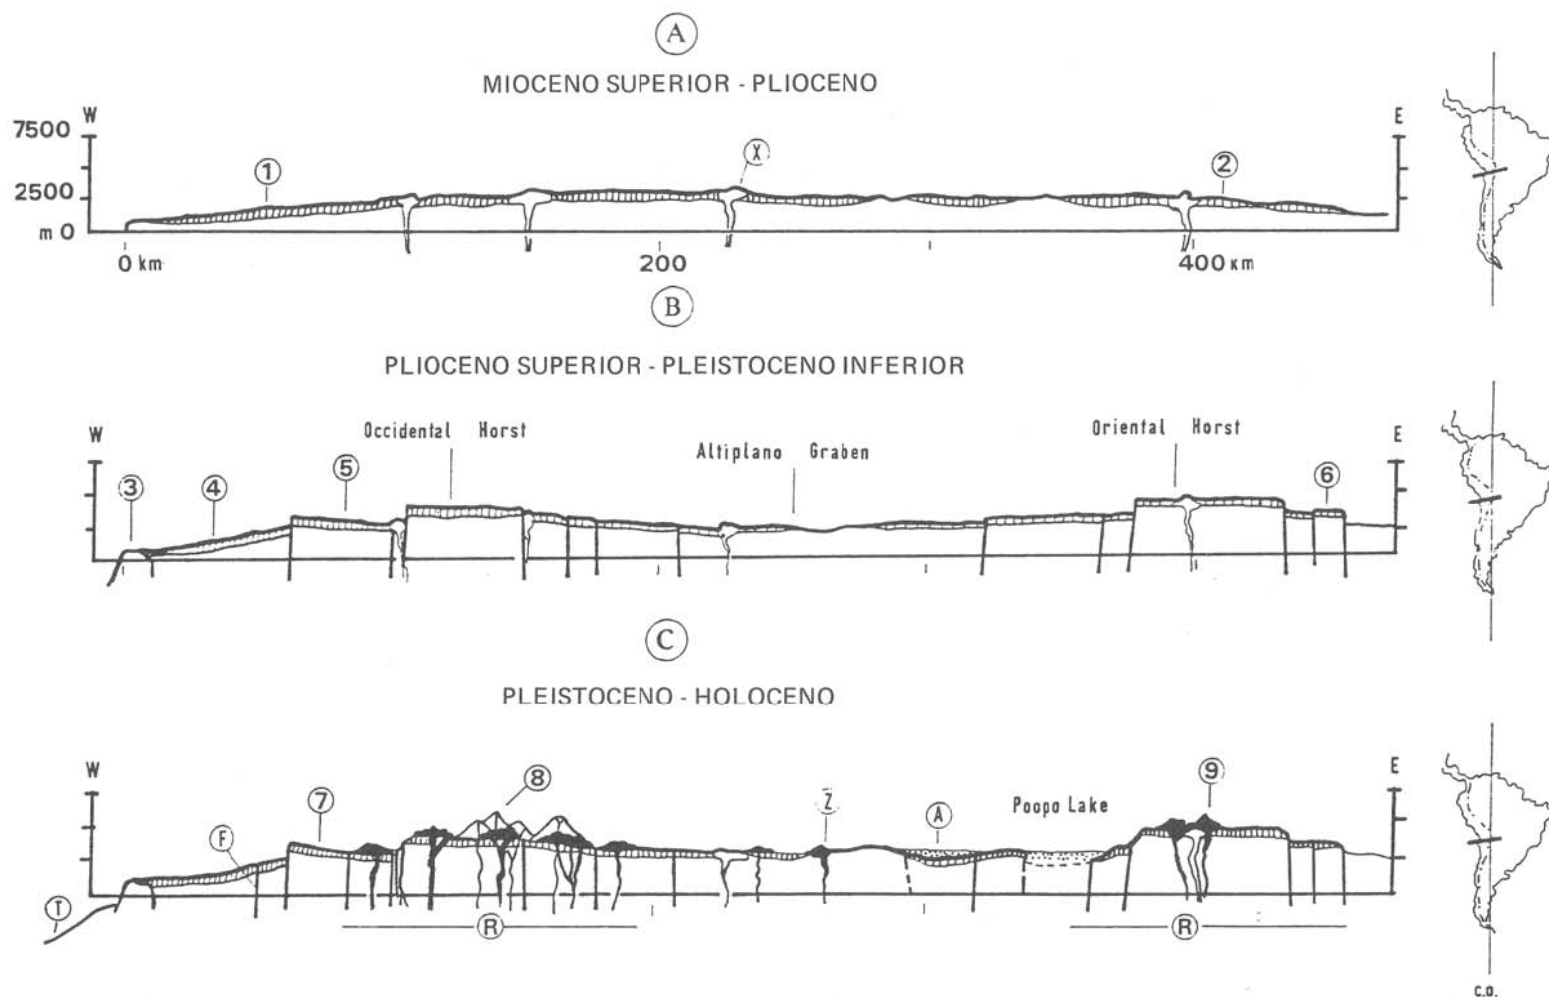 A
MIOCENO SUPERIOR - PLIOCENO
W
E
7500
2500
m 0
1
X
2
0 km
200
400 км
B
PLIOCENO SUPERIOR - PLEISTOCENO INFERIOR
W
E
Occidental Horst
Altiplano Graben
Oriental Horst
3
4
5
6
C
PLEISTOCENO - HOLOCENO
W
E
7
8
F
Z
A
Poopo Lake
9
T
R
R
c.o.